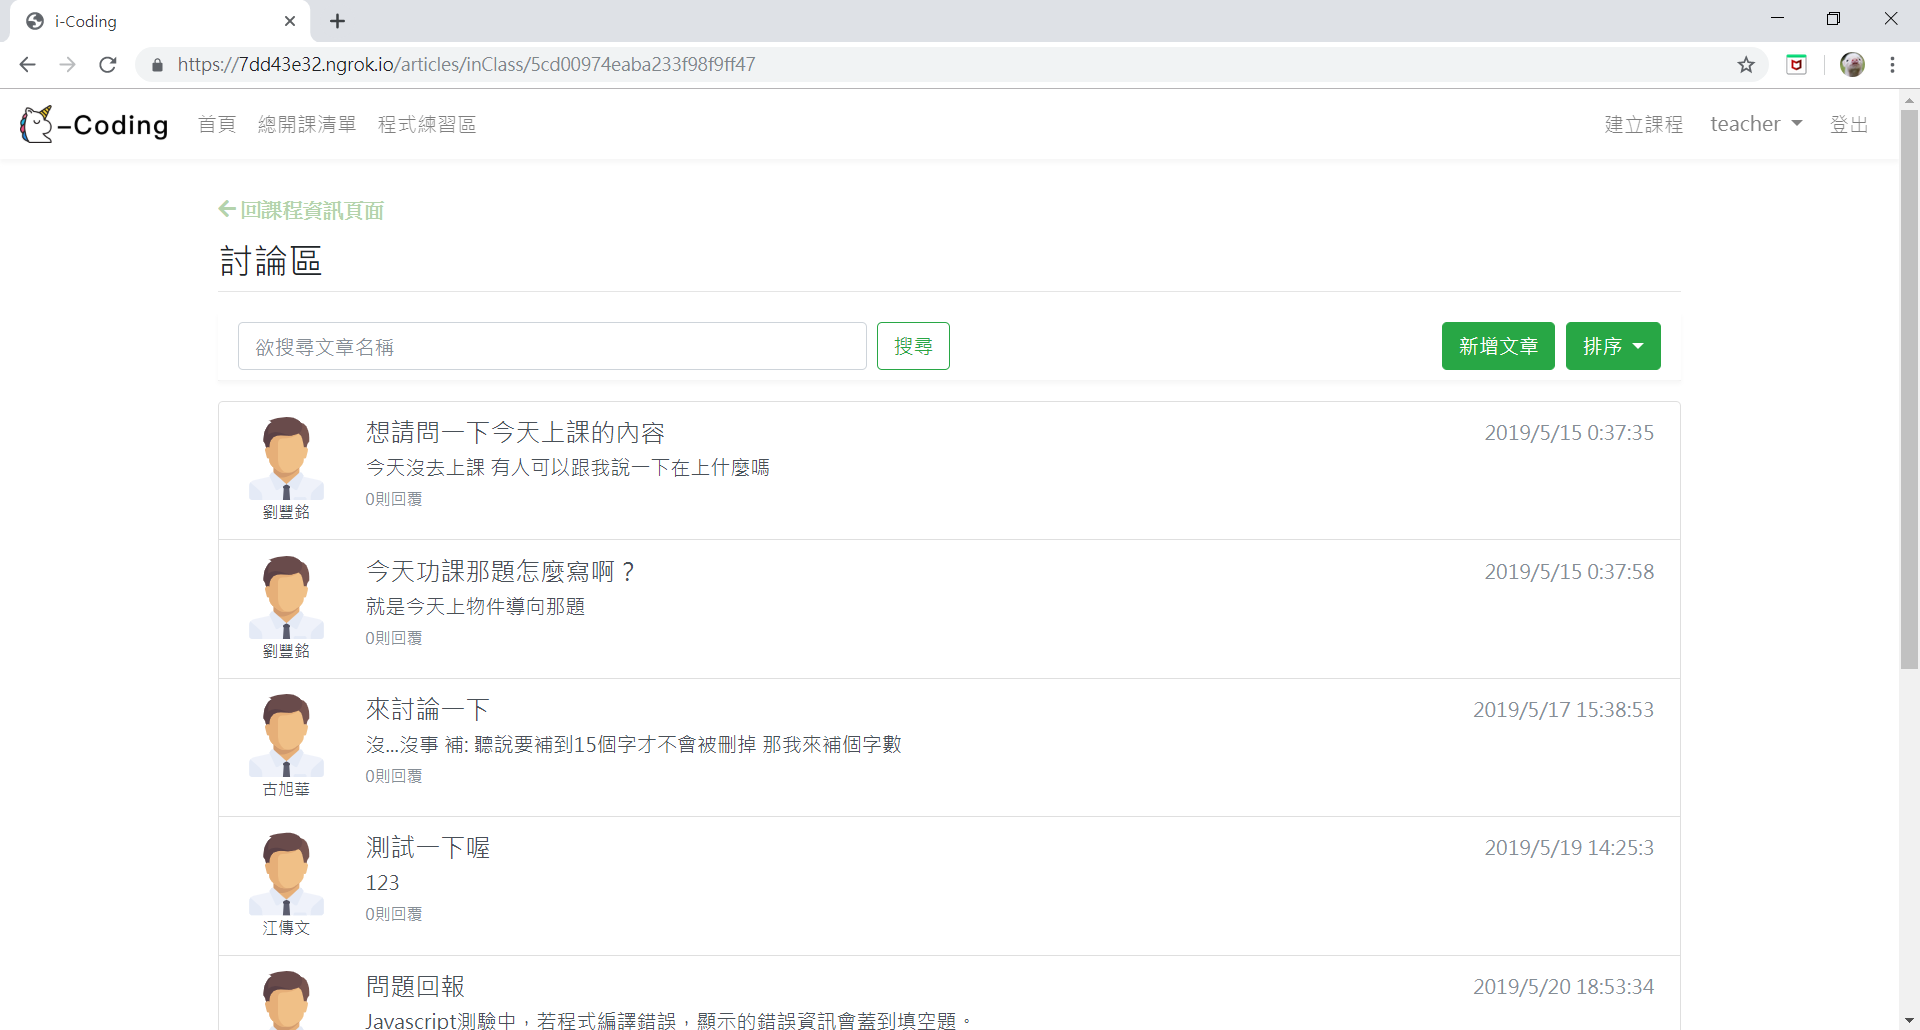 i-Coding
https://7dd43e32.ngrok.io/articles/inClass/5cd00974eaba233f98f9ff47
-Coding 首頁 總開課清單 程式練習區 建立課程 teacher 登出
回課程資訊頁面
討論區
欲搜尋文章名稱 搜尋 新增文章 排序
想請問一下今天上課的內容 2019/5/15 0:37:35
今天沒去上課 有人可以跟我說一下在上什麼嗎
0則回覆
劉豐銘
今天功課那題怎麼寫啊？ 2019/5/15 0:37:58
就是今天上物件導向那題
0則回覆
劉豐銘
來討論一下 2019/5/17 15:38:53
沒...沒事 補: 聽說要補到15個字才不會被刪掉 那我來補個字數
0則回覆
古旭華
測試一下喔 2019/5/19 14:25:3
123
0則回覆
江傳文
問題回報 2019/5/20 18:53:34
Javascript測驗中，若程式編譯錯誤，顯示的錯誤資訊會蓋到填空題。